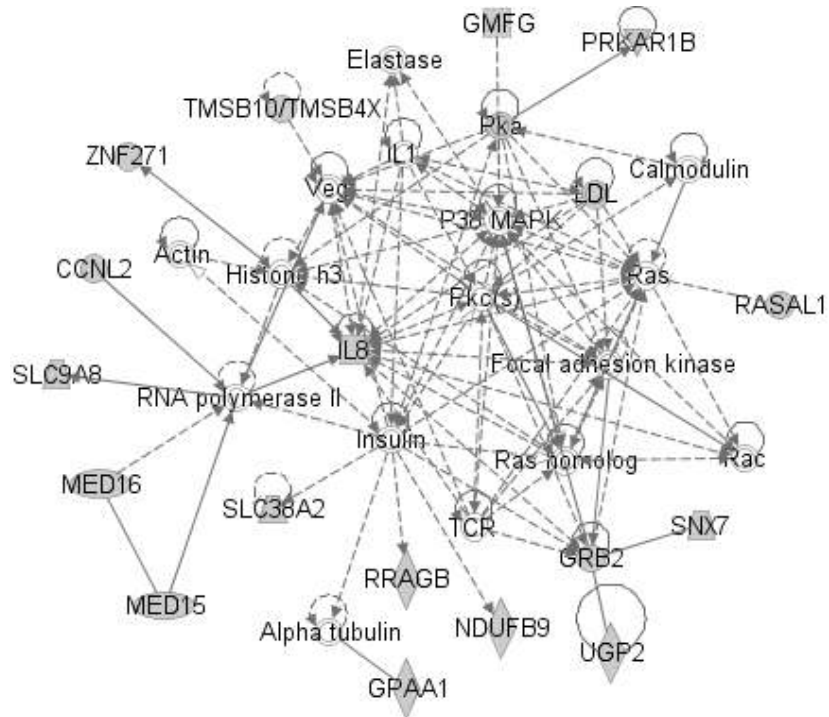 GMFG
PRKAR1B
Elastase
TMSB10/TMSB4X
Pka
ZNF271
IL1
Calmodulin
Vegf
LDL
P38 MAPK
Actin
Histone h3
Ras
CCNL2
Pkc(s)
RASAL1
IL8
SLC9A8
Focal adhesion kinase
RNA polymerase II
Insulin
Ras homolog
Rac
MED16
SLC38A2
TCR
SNX7
GRB2
RRAGB
MED15
Alpha tubulin
NDUFB9
UGP2
GPAA1